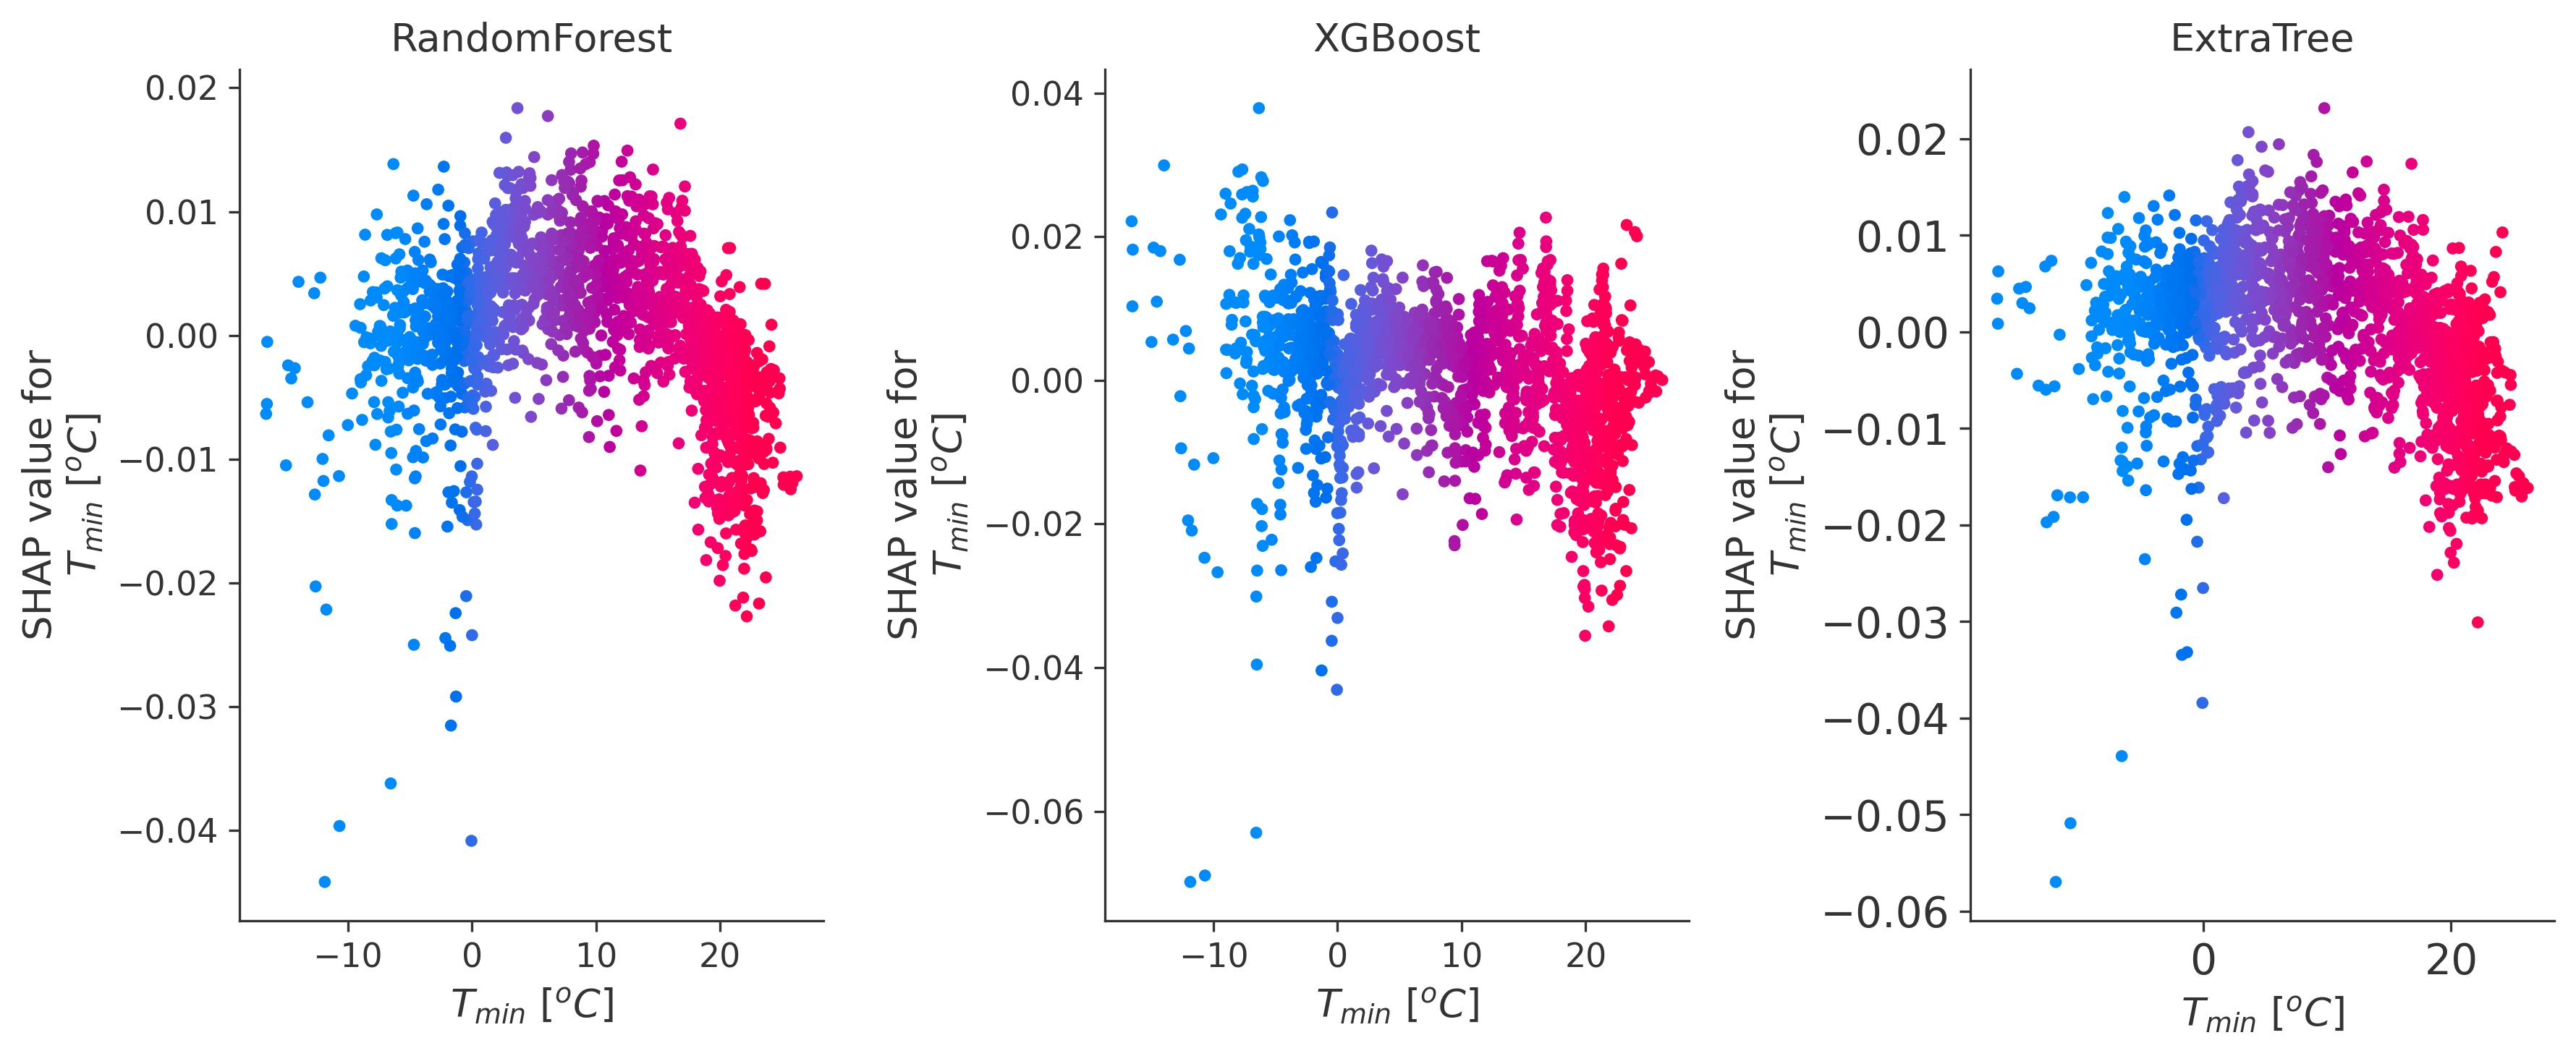 RandomForest
0.02
0.01
0.00
−0.01
−0.02
−0.03
−0.04
SHAP value for
T_min [°C]
−10 0 10 20
T_min [°C]
XGBoost
0.04
0.02
0.00
−0.02
−0.04
−0.06
SHAP value for
T_min [°C]
−10 0 10 20
T_min [°C]
ExtraTree
0.02
0.01
0.00
−0.01
−0.02
−0.03
−0.04
−0.05
−0.06
SHAP value for
T_min [°C]
0 20
T_min [°C]